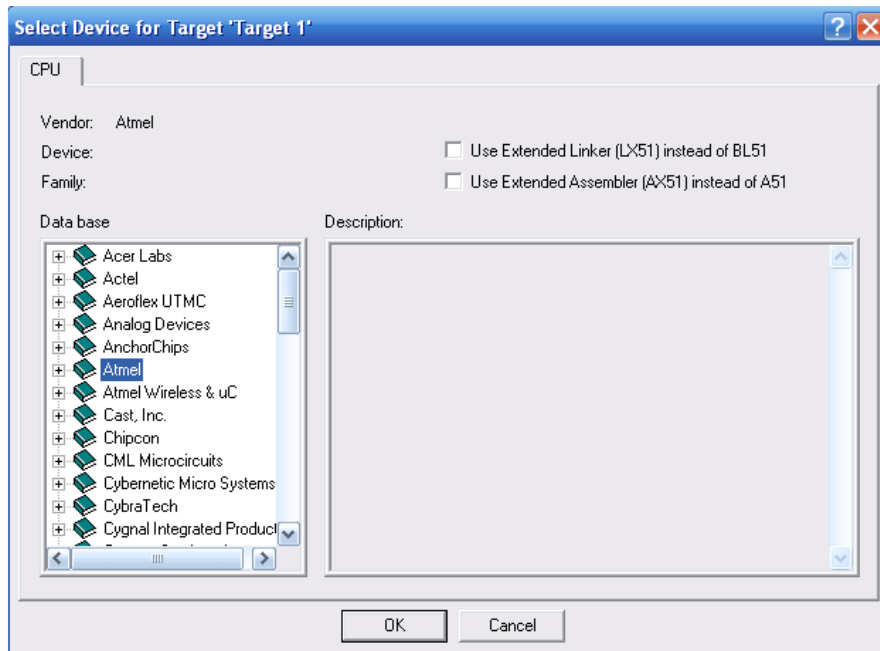 Select Device for Target 'Target 1'
CPU
Vendor: Atmel
Device:
Use Extended Linker (LX51) instead of BL51
Family:
Use Extended Assembler (AX51) instead of A51
Data base
Description:
Acer Labs
Actel
Aeroflex UTMC
Analog Devices
AnchorChips
Atmel
Atmel Wireless & uC
Cast, Inc.
Chipcon
CML Microcircuits
Cybernetic Micro Systems
CybraTech
Cygnal Integrated Product
OK
Cancel